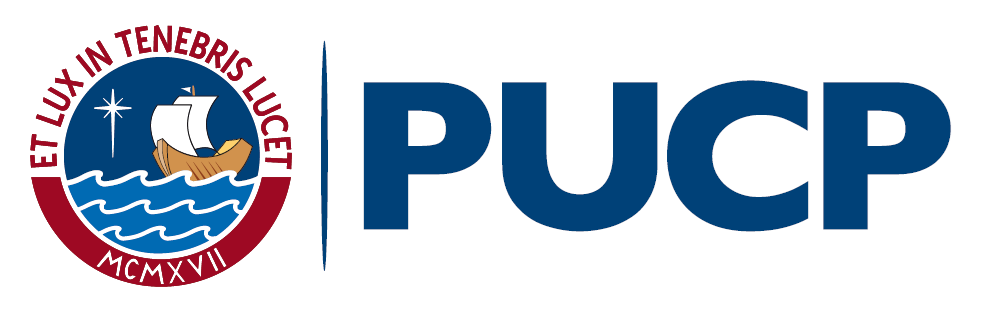 ET LUX IN TENEBRIS LUCET
MCMXVII
PUCP